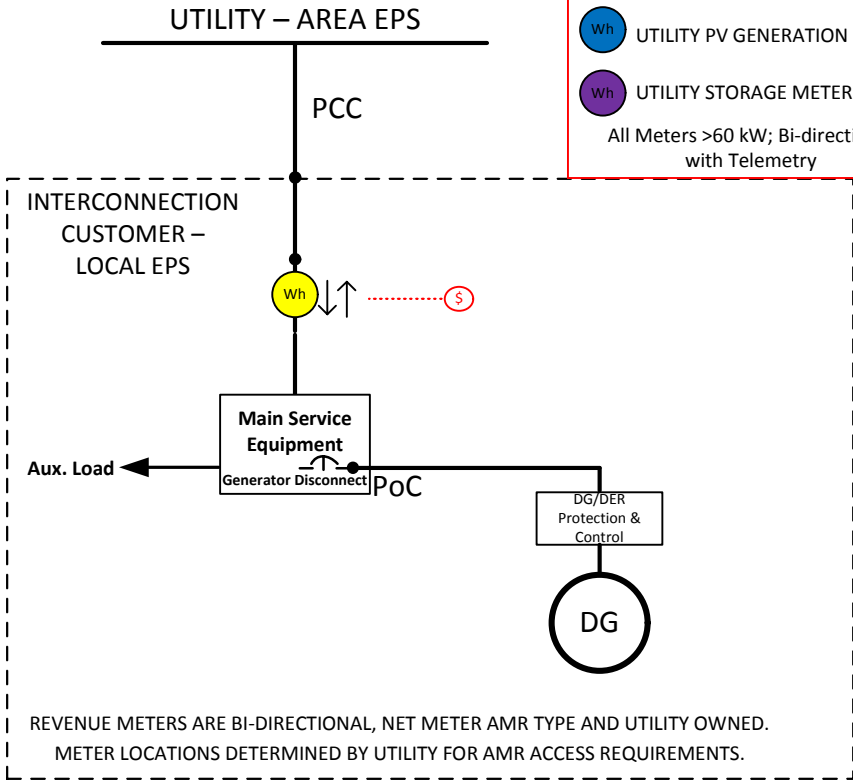 UTILITY – AREA EPS
Wh UTILITY PV GENERATION
Wh UTILITY STORAGE METER
All Meters >60 kW; Bi-directi
with Telemetry
PCC
INTERCONNECTION
CUSTOMER –
LOCAL EPS
Wh
$
Main Service
Equipment
Aux. Load
Generator Disconnect
PoC
DG/DER
Protection &
Control
DG
REVENUE METERS ARE BI-DIRECTIONAL, NET METER AMR TYPE AND UTILITY OWNED.
METER LOCATIONS DETERMINED BY UTILITY FOR AMR ACCESS REQUIREMENTS.